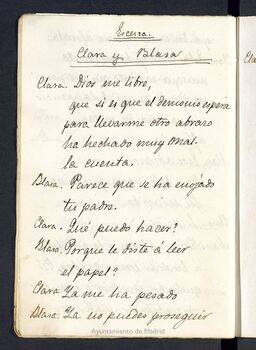 Escena.
Clara y Blasa
Clara. Dios me libre,
que si es que el demonio espera
para llevarme otro abrazo
ha hechado muy mal
la cuenta.
Blasa. Parece que se ha enojado
tu padre.
Clara. Qué puedo hacer?
Blasa. Porque le diste á leer
el papel?
Clara Ya me ha pesado
Blasa. Ya no puedes proseguir
Ayuntamiento de Madrid
Cla